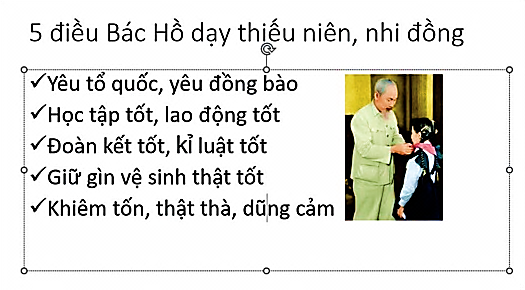 5 điều Bác Hồ dạy thiếu niên, nhi đồng
✓Yêu tổ quốc, yêu đồng bào
✓Học tập tốt, lao động tốt
✓Đoàn kết tốt, kỉ luật tốt
✓Giữ gìn vệ sinh thật tốt
✓Khiêm tốn, thật thà, dũng cảm